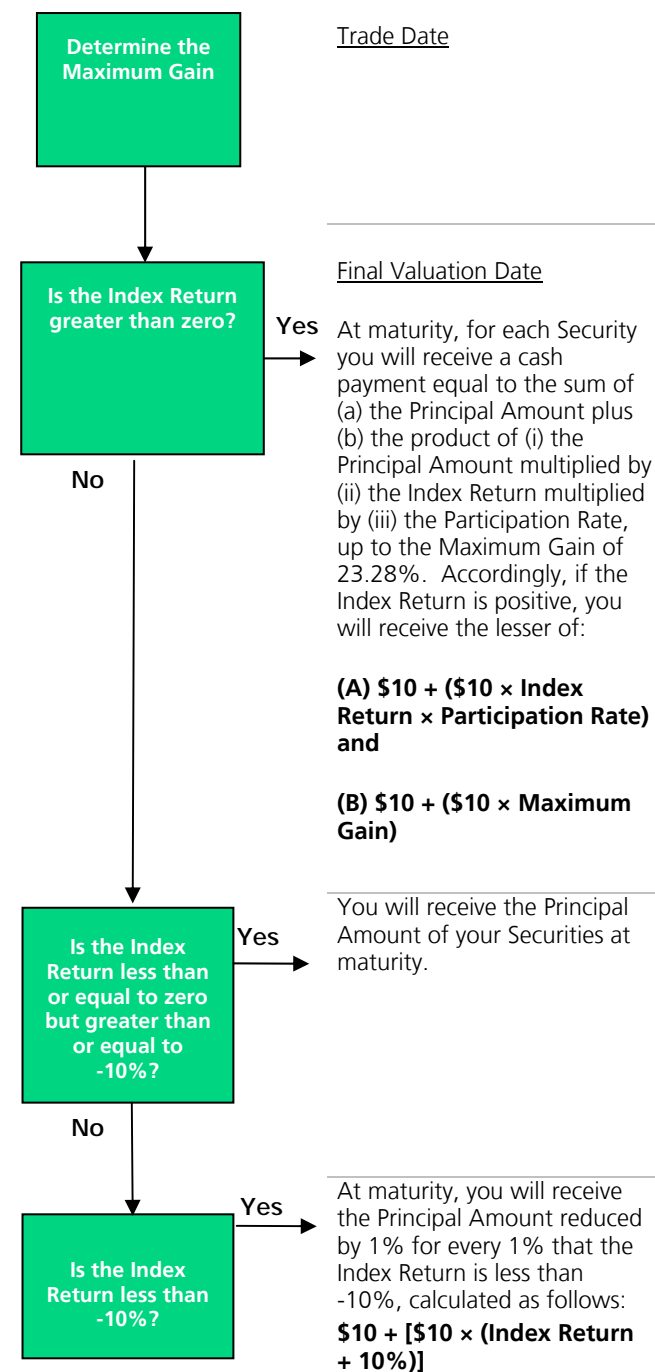 Determine the
Maximum Gain
Trade Date
Is the Index Return
greater than zero?
Yes
No
Final Valuation Date
At maturity, for each Security
you will receive a cash
payment equal to the sum of
(a) the Principal Amount plus
(b) the product of (i) the
Principal Amount multiplied by
(ii) the Index Return multiplied
by (iii) the Participation Rate,
up to the Maximum Gain of
23.28%.  Accordingly, if the
Index Return is positive, you
will receive the lesser of:
(A) $10 + ($10 × Index
Return × Participation Rate)
and
(B) $10 + ($10 × Maximum
Gain)
Is the Index
Return less than
or equal to zero
but greater than
or equal to
-10%?
Yes
No
You will receive the Principal
Amount of your Securities at
maturity.
Is the Index
Return less than
-10%?
Yes
At maturity, you will receive
the Principal Amount reduced
by 1% for every 1% that the
Index Return is less than
-10%, calculated as follows:
$10 + [$10 × (Index Return
+ 10%)]